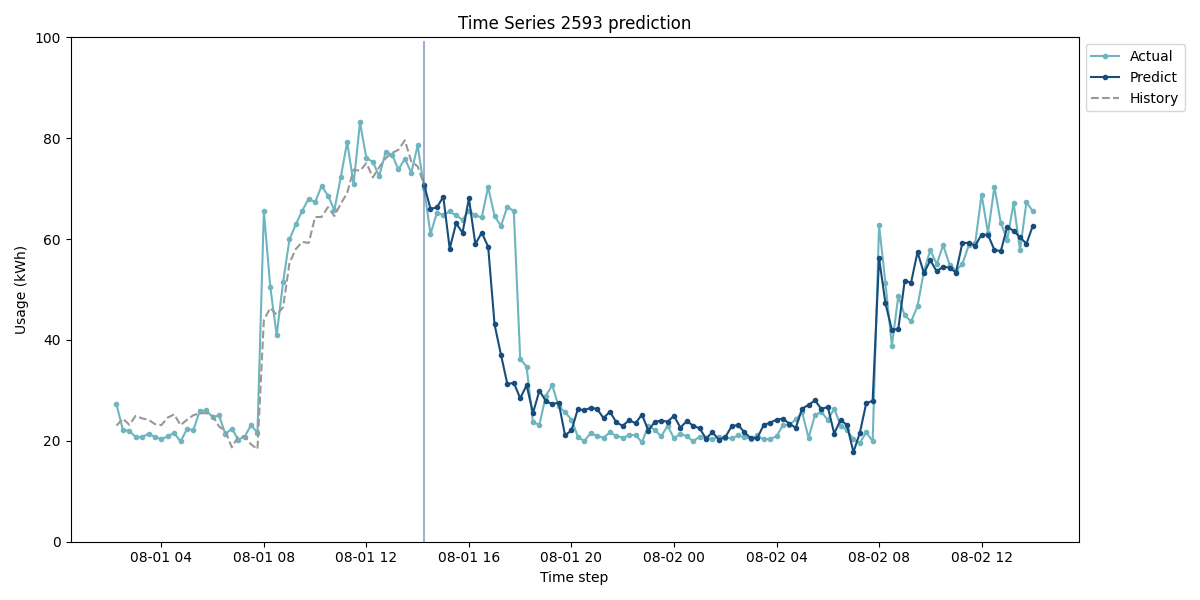 Time Series 2593 prediction
Usage (kWh)
100
80
60
40
20
0
08-01 04
08-01 08
08-01 12
08-01 16
08-01 20
08-02 00
08-02 04
08-02 08
08-02 12
Time step
Actual
Predict
History